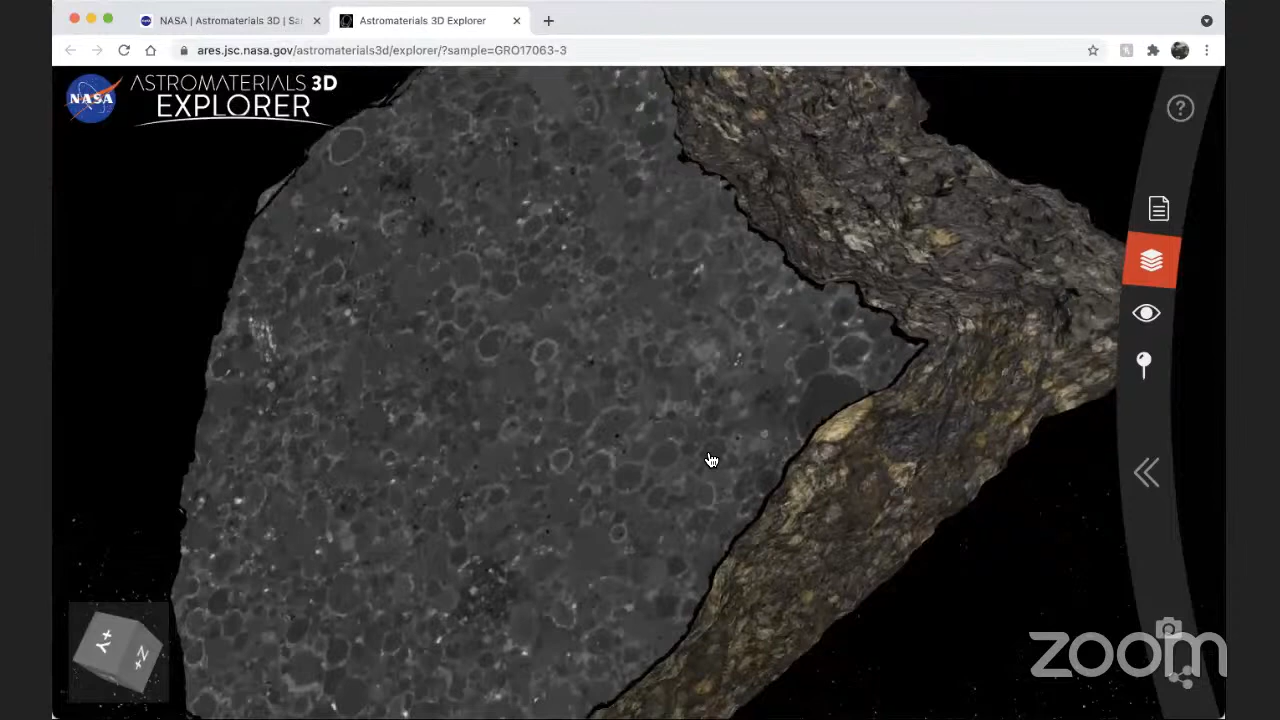 NASA | Astromaterials 3D | Sa
Astromaterials 3D Explorer
ares.jsc.nasa.gov/astromaterials3d/explorer/?sample=GRO17063-3
NASA
ASTROMATERIALS 3D
EXPLORER
?
+Y
+Z
zoom